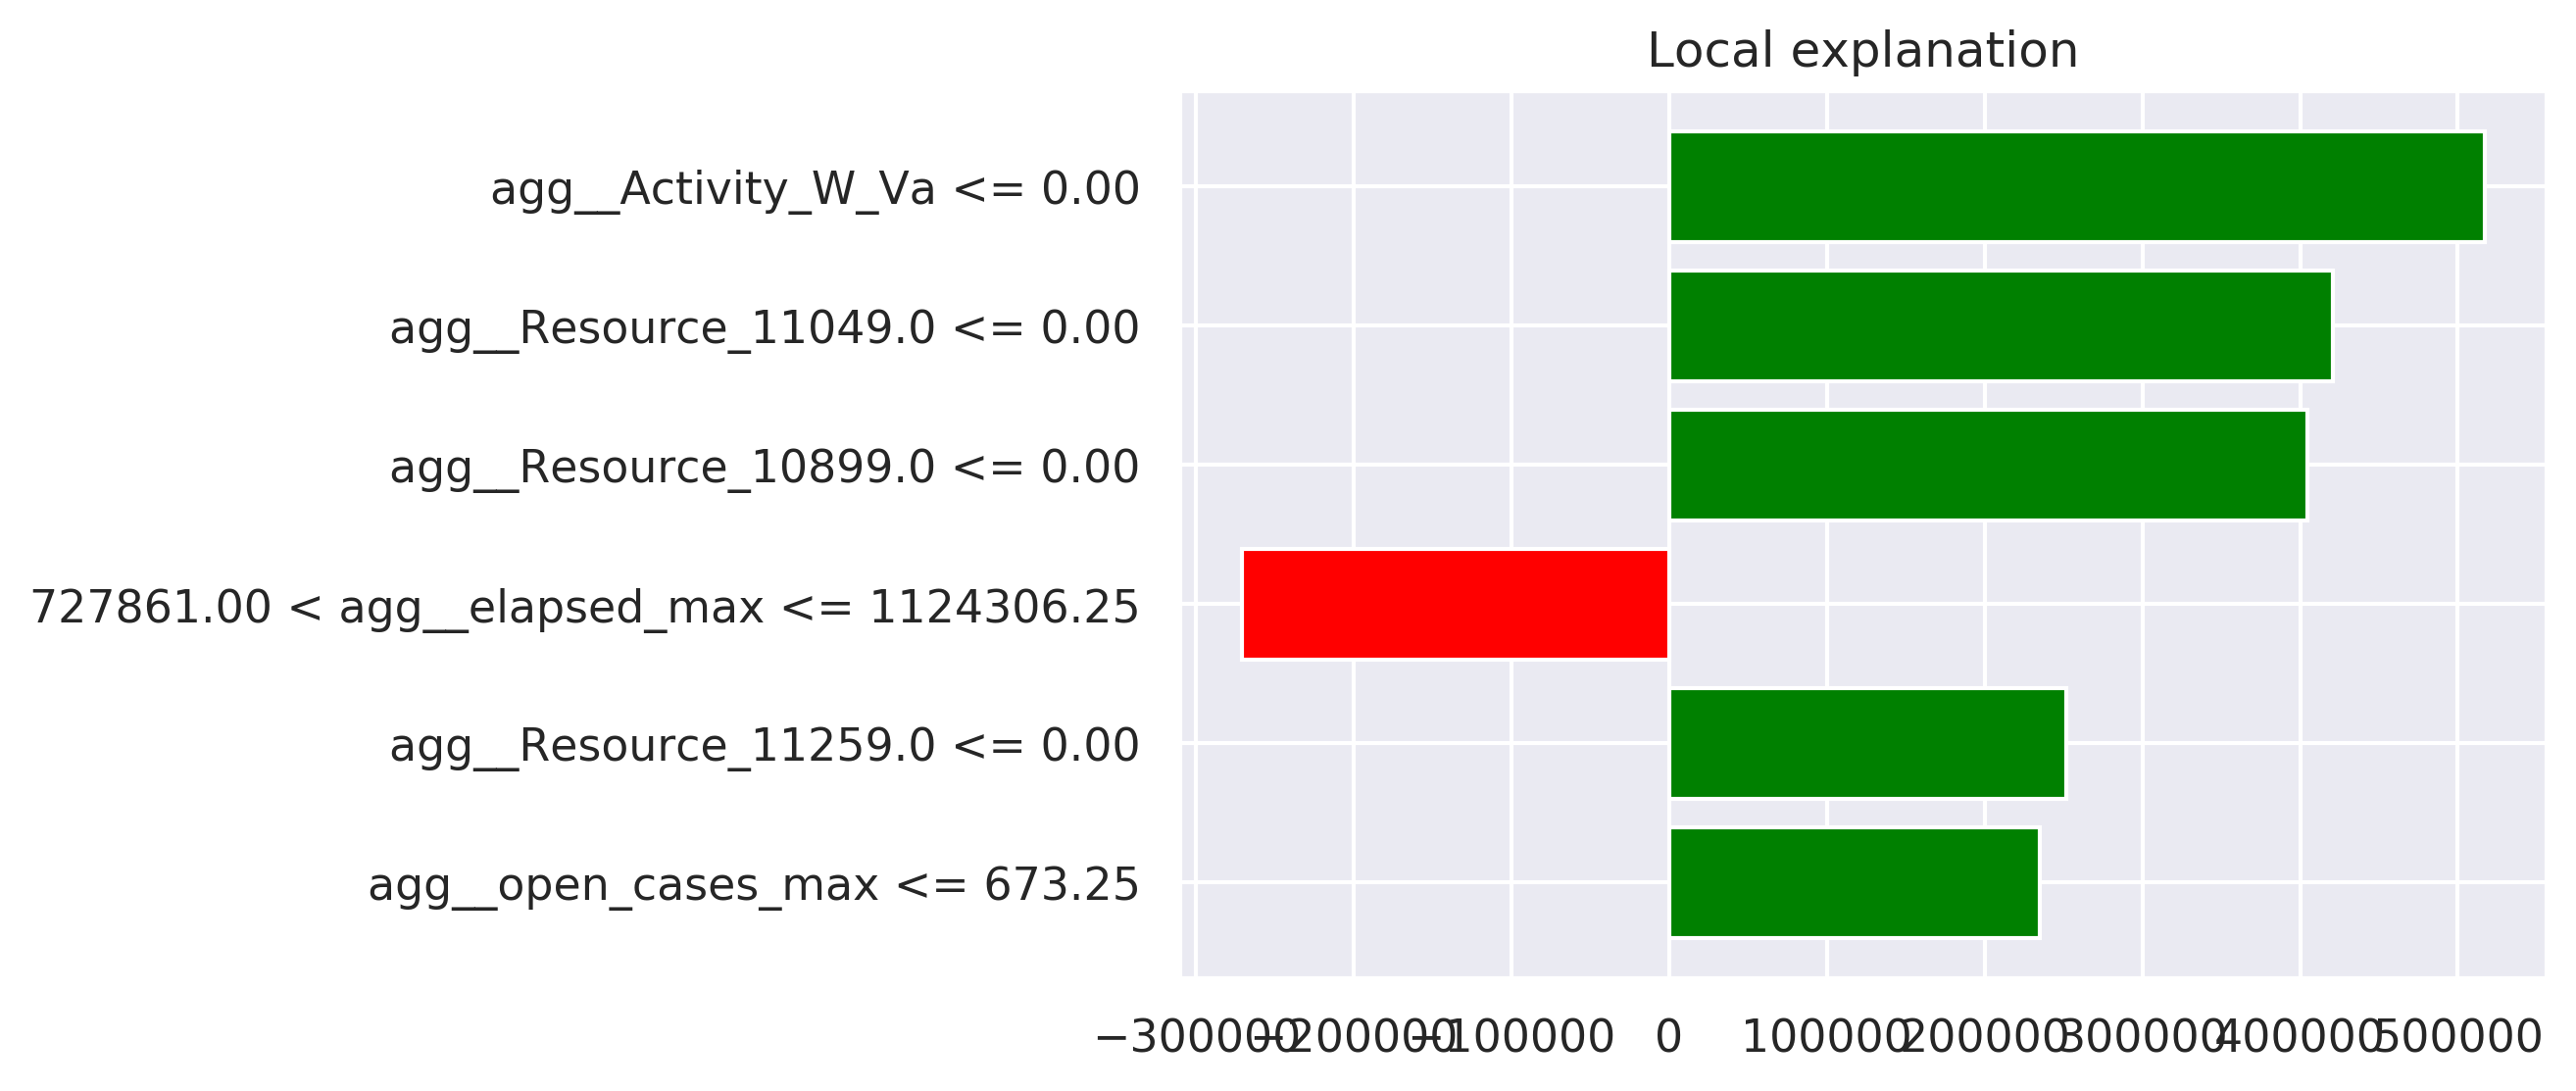 Local explanation
agg__Activity_W_Va <= 0.00
agg__Resource_11049.0 <= 0.00
agg__Resource_10899.0 <= 0.00
727861.00 < agg__elapsed_max <= 1124306.25
agg__Resource_11259.0 <= 0.00
agg__open_cases_max <= 673.25
−300000 −200000 −100000 0 100000 200000 300000 400000 500000